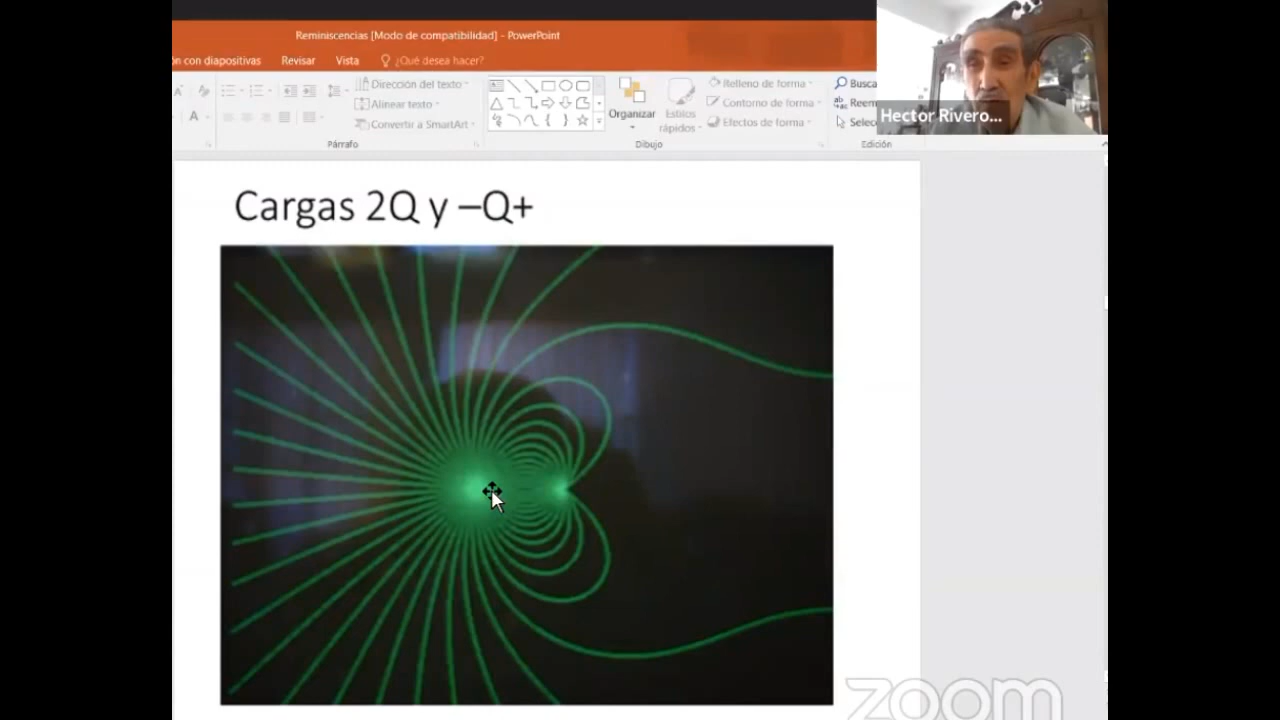 Reminiscencias [Modo de compatibilidad] - PowerPoint
ón con diapositivas Revisar Vista ¿Qué desea hacer?
Dirección del texto
Alinear texto
Convertir a SmartArt
Párrafo
Organizar
Estilos
rápidos
Dibujo
Relleno de forma
Contorno de forma
Efectos de forma
Busca
Reem
Selec
Edición
Hector Rivero...
Cargas 2Q y –Q+
zoom